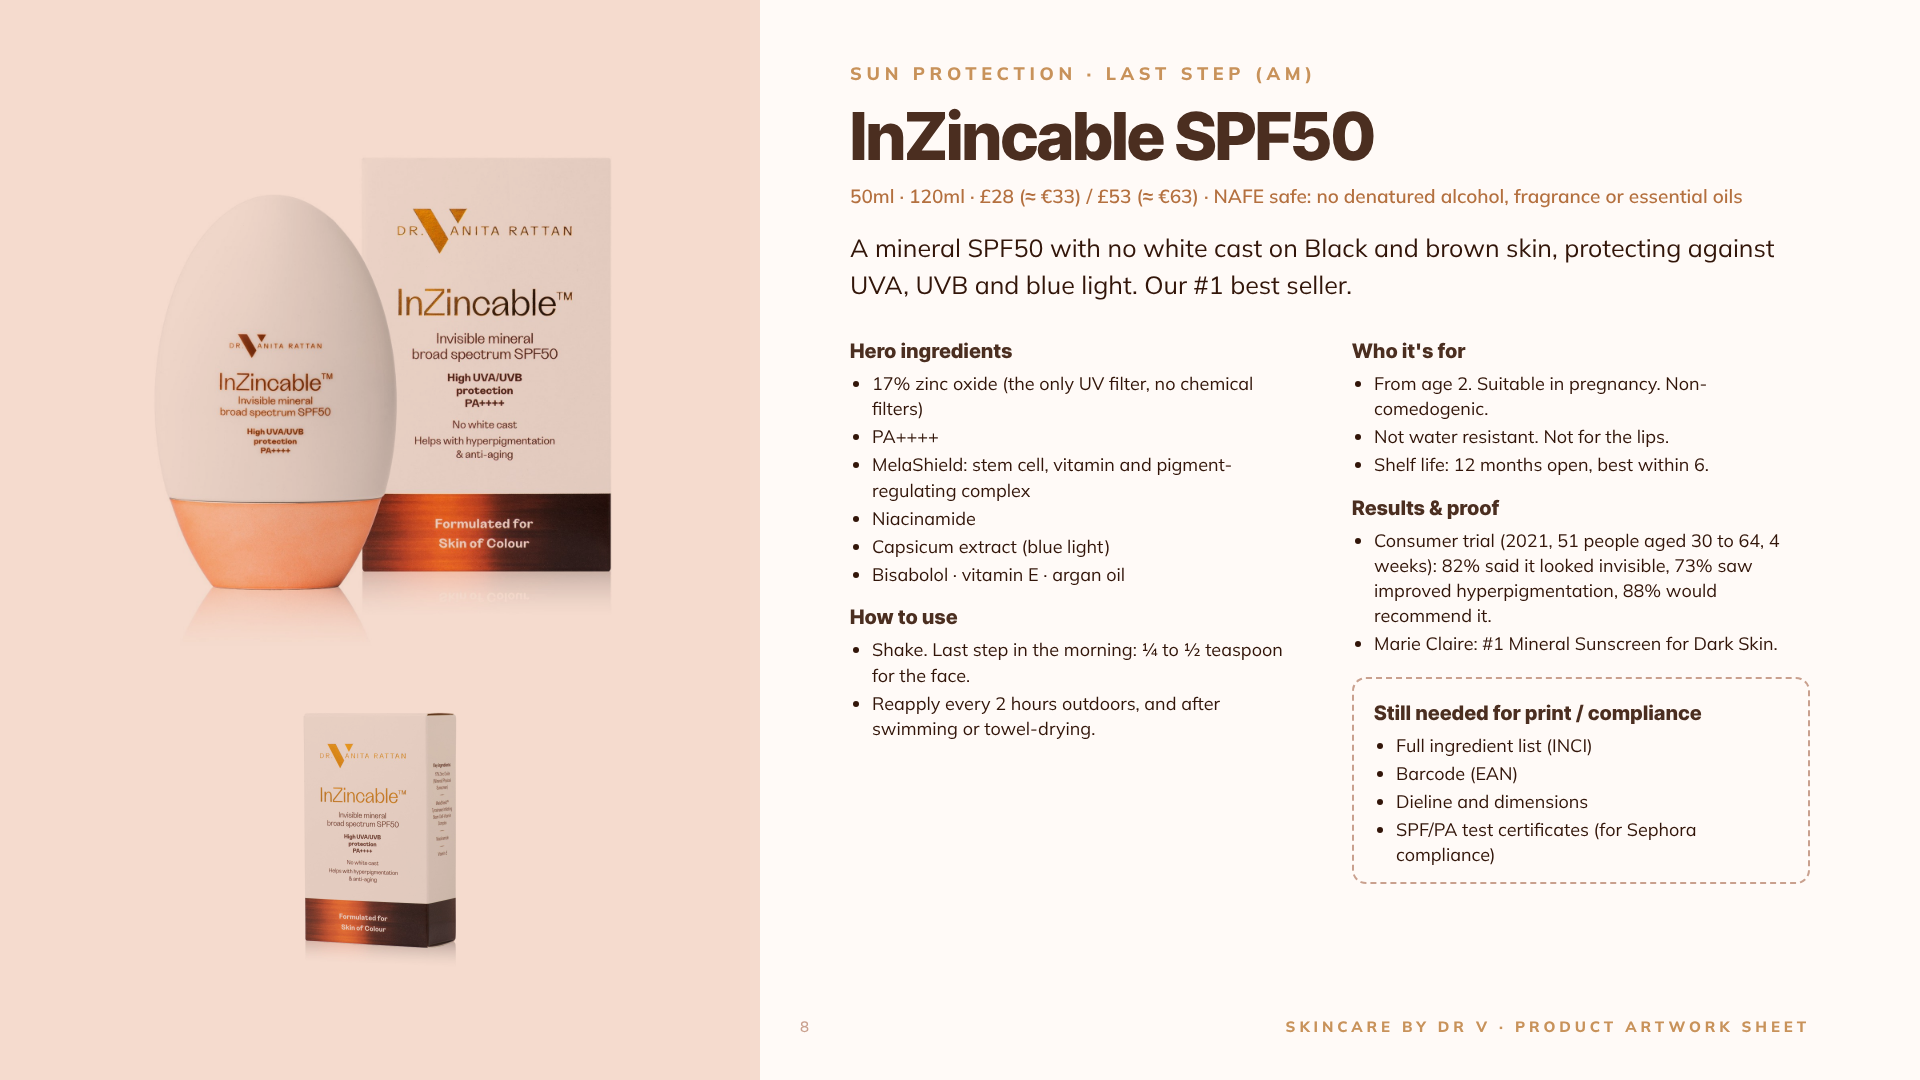 DR. V ANITA RATTAN
InZincable™
Invisible mineral
broad spectrum SPF50
High UVA/UVB
protection
PA++++
No white cast
Helps with hyperpigmentation
& anti-aging
Formulated for
Skin of Colour
DR. V ANITA RATTAN
InZincable™
Invisible mineral
broad spectrum SPF50
High UVA/UVB
protection
PA++++
DR. V ANITA RATTAN
InZincable™
Invisible mineral
broad spectrum SPF50
High UVA/UVB
protection
PA++++
No white cast
Helps with hyperpigmentation
& anti-aging
Formulated for
Skin of Colour
SUN PROTECTION · LAST STEP (AM)
InZincable SPF50
50ml · 120ml · £28 (≈ €33) / £53 (≈ €63) · NAFE safe: no denatured alcohol, fragrance or essential oils
A mineral SPF50 with no white cast on Black and brown skin, protecting against
UVA, UVB and blue light. Our #1 best seller.
Hero ingredients
• 17% zinc oxide (the only UV filter, no chemical
filters)
• PA++++
• MelaShield: stem cell, vitamin and pigment-
regulating complex
• Niacinamide
• Capsicum extract (blue light)
• Bisabolol · vitamin E · argan oil
How to use
• Shake. Last step in the morning: ¼ to ½ teaspoon
for the face.
• Reapply every 2 hours outdoors, and after
swimming or towel-drying.
Who it's for
• From age 2. Suitable in pregnancy. Non-
comedogenic.
• Not water resistant. Not for the lips.
• Shelf life: 12 months open, best within 6.
Results & proof
• Consumer trial (2021, 51 people aged 30 to 64, 4
weeks): 82% said it looked invisible, 73% saw
improved hyperpigmentation, 88% would
recommend it.
• Marie Claire: #1 Mineral Sunscreen for Dark Skin.
Still needed for print / compliance
• Full ingredient list (INCI)
• Barcode (EAN)
• Dieline and dimensions
• SPF/PA test certificates (for Sephora
compliance)
8
SKINCARE BY DR V · PRODUCT ARTWORK SHEET